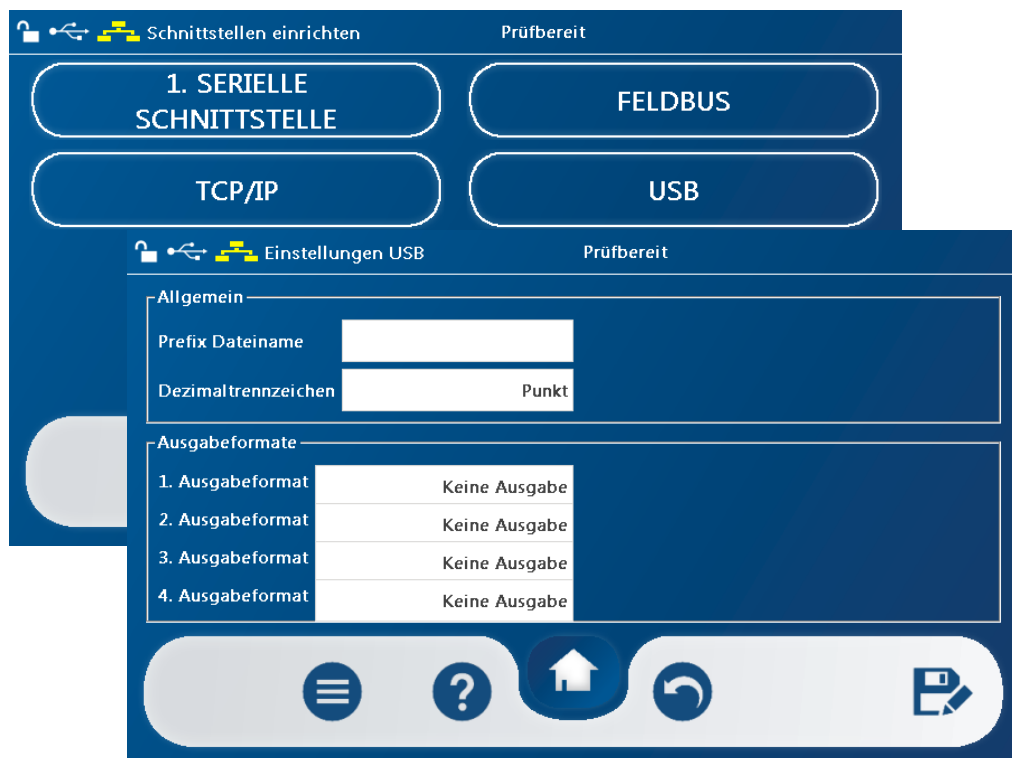 Schnittstellen einrichten Prüfbereit
1. SERIELLE
SCHNITTSTELLE
FELDBUS
TCP/IP
USB
Einstellungen USB Prüfbereit
Allgemein
Prefix Dateiname
Dezimaltrennzeichen Punkt
Ausgabeformate
1. Ausgabeformat Keine Ausgabe
2. Ausgabeformat Keine Ausgabe
3. Ausgabeformat Keine Ausgabe
4. Ausgabeformat Keine Ausgabe